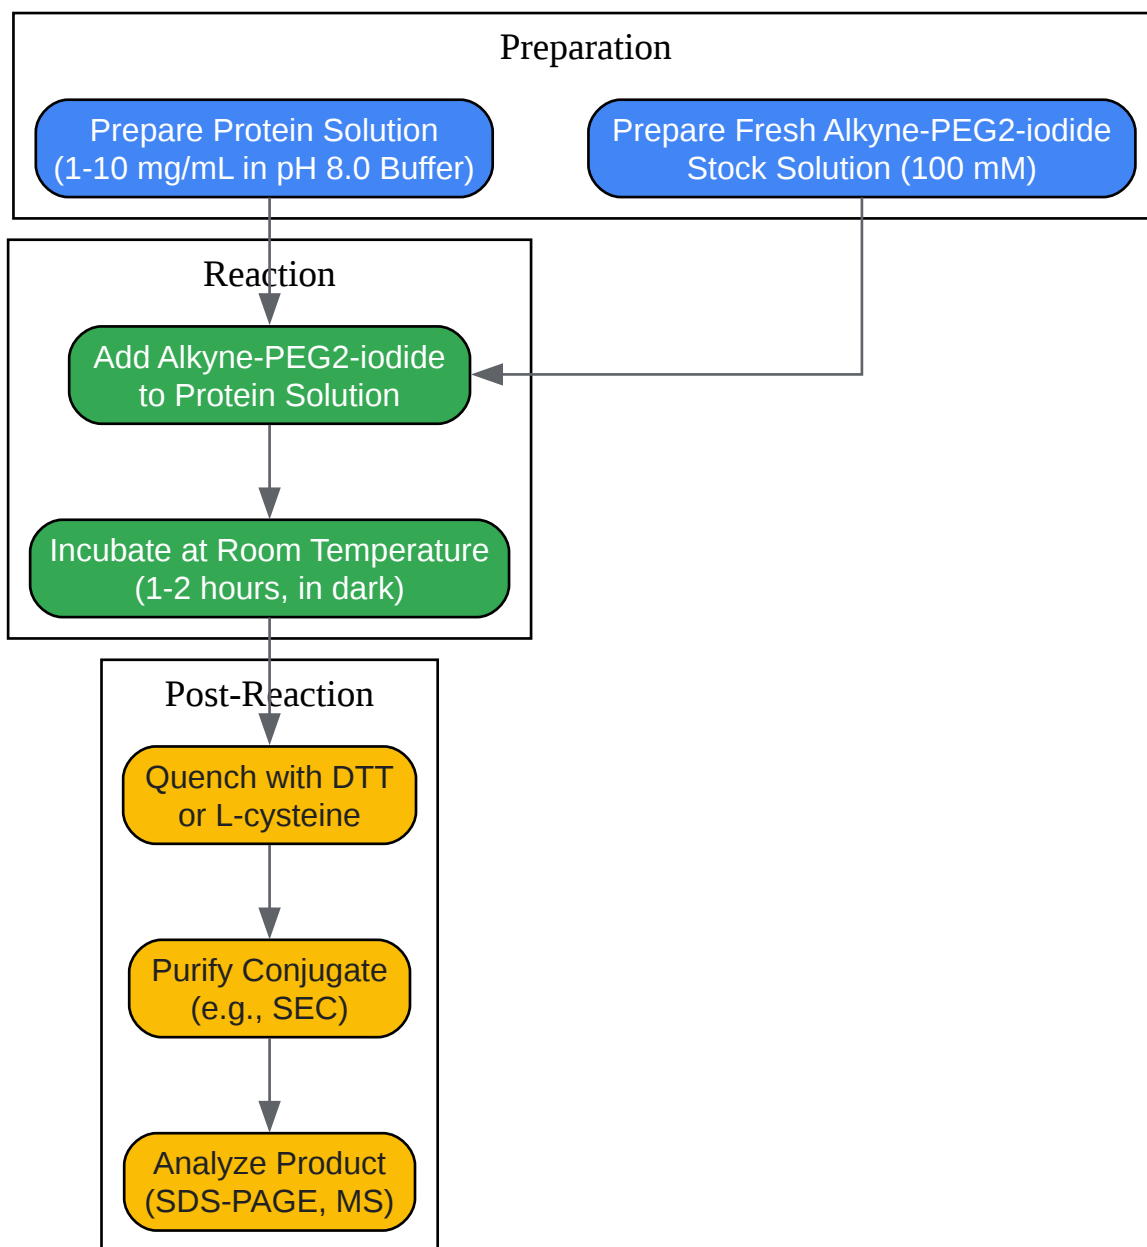 Preparation
Prepare Protein Solution
(1-10 mg/mL in pH 8.0 Buffer)
Prepare Fresh Alkyne-PEG2-iodide
Stock Solution (100 mM)
Reaction
Add Alkyne-PEG2-iodide
to Protein Solution
Incubate at Room Temperature
(1-2 hours, in dark)
Post-Reaction
Quench with DTT
or L-cysteine
Purify Conjugate
(e.g., SEC)
Analyze Product
(SDS-PAGE, MS)